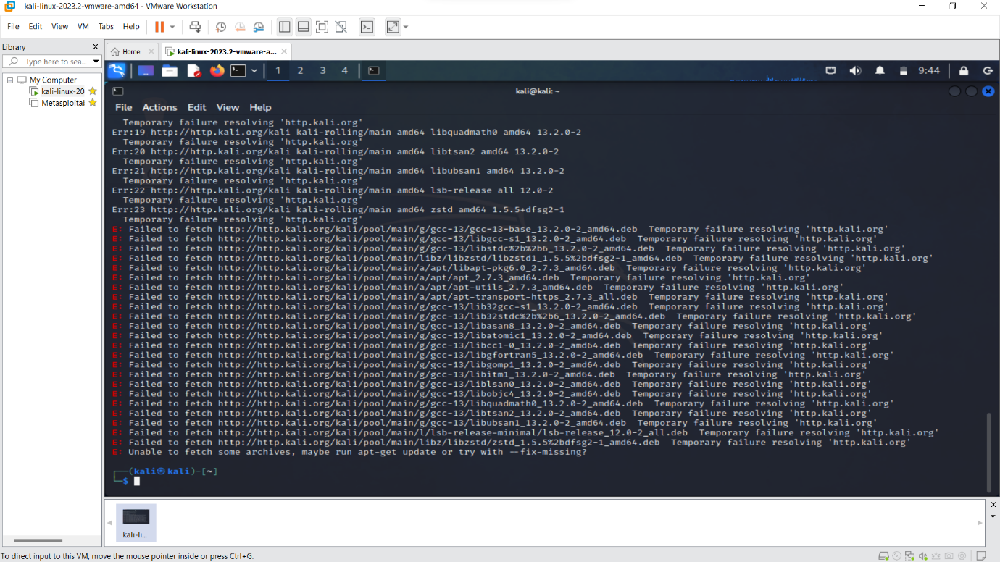 kali-linux-2023.2-vmware-amd64 - VMware Workstation
File Edit View VM Tabs Help
Library
Type here to sea...
My Computer
kali-linux-20
Metasploital
Home
kali-linux-2023.2-vmware-a...
1 2 3 4
9:44
kali@kali: ~
File Actions Edit View Help
Temporary failure resolving 'http.kali.org'
Err:19 http://http.kali.org/kali kali-rolling/main amd64 libquadmath0 amd64 13.2.0-2
Temporary failure resolving 'http.kali.org'
Err:20 http://http.kali.org/kali kali-rolling/main amd64 libtsan2 amd64 13.2.0-2
Temporary failure resolving 'http.kali.org'
Err:21 http://http.kali.org/kali kali-rolling/main amd64 libubsan1 amd64 13.2.0-2
Temporary failure resolving 'http.kali.org'
Err:22 http://http.kali.org/kali kali-rolling/main amd64 lsb-release all 12.0-2
Temporary failure resolving 'http.kali.org'
Err:23 http://http.kali.org/kali kali-rolling/main amd64 zstd amd64 1.5.5+dfsg2-1
Temporary failure resolving 'http.kali.org'
E: Failed to fetch http://http.kali.org/kali/pool/main/g/gcc-13/gcc-13-base_13.2.0-2_amd64.deb Temporary failure resolving 'http.kali.org'
E: Failed to fetch http://http.kali.org/kali/pool/main/g/gcc-13/libgcc-s1_13.2.0-2_amd64.deb Temporary failure resolving 'http.kali.org'
E: Failed to fetch http://http.kali.org/kali/pool/main/g/gcc-13/libstdc%2b%2b6_13.2.0-2_amd64.deb Temporary failure resolving 'http.kali.org'
E: Failed to fetch http://http.kali.org/kali/pool/main/libz/libzstd/libzstd1_1.5.5%2bdfsg2-1_amd64.deb Temporary failure resolving 'http.kali.org'
E: Failed to fetch http://http.kali.org/kali/pool/main/a/apt/libapt-pkg6.0_2.7.3_amd64.deb Temporary failure resolving 'http.kali.org'
E: Failed to fetch http://http.kali.org/kali/pool/main/a/apt/apt_2.7.3_amd64.deb Temporary failure resolving 'http.kali.org'
E: Failed to fetch http://http.kali.org/kali/pool/main/a/apt/apt-utils_2.7.3_amd64.deb Temporary failure resolving 'http.kali.org'
E: Failed to fetch http://http.kali.org/kali/pool/main/a/apt/apt-transport-https_2.7.3_all.deb Temporary failure resolving 'http.kali.org'
E: Failed to fetch http://http.kali.org/kali/pool/main/g/gcc-13/lib32gcc-s1_13.2.0-2_amd64.deb Temporary failure resolving 'http.kali.org'
E: Failed to fetch http://http.kali.org/kali/pool/main/g/gcc-13/lib32stdc%2b%2b6_13.2.0-2_amd64.deb Temporary failure resolving 'http.kali.org'
E: Failed to fetch http://http.kali.org/kali/pool/main/g/gcc-13/libasan8_13.2.0-2_amd64.deb Temporary failure resolving 'http.kali.org'
E: Failed to fetch http://http.kali.org/kali/pool/main/g/gcc-13/libatomic1_13.2.0-2_amd64.deb Temporary failure resolving 'http.kali.org'
E: Failed to fetch http://http.kali.org/kali/pool/main/g/gcc-13/libcc1-0_13.2.0-2_amd64.deb Temporary failure resolving 'http.kali.org'
E: Failed to fetch http://http.kali.org/kali/pool/main/g/gcc-13/libgfortran5_13.2.0-2_amd64.deb Temporary failure resolving 'http.kali.org'
E: Failed to fetch http://http.kali.org/kali/pool/main/g/gcc-13/libgomp1_13.2.0-2_amd64.deb Temporary failure resolving 'http.kali.org'
E: Failed to fetch http://http.kali.org/kali/pool/main/g/gcc-13/libitm1_13.2.0-2_amd64.deb Temporary failure resolving 'http.kali.org'
E: Failed to fetch http://http.kali.org/kali/pool/main/g/gcc-13/liblsan0_13.2.0-2_amd64.deb Temporary failure resolving 'http.kali.org'
E: Failed to fetch http://http.kali.org/kali/pool/main/g/gcc-13/libobjc4_13.2.0-2_amd64.deb Temporary failure resolving 'http.kali.org'
E: Failed to fetch http://http.kali.org/kali/pool/main/g/gcc-13/libquadmath0_13.2.0-2_amd64.deb Temporary failure resolving 'http.kali.org'
E: Failed to fetch http://http.kali.org/kali/pool/main/g/gcc-13/libtsan2_13.2.0-2_amd64.deb Temporary failure resolving 'http.kali.org'
E: Failed to fetch http://http.kali.org/kali/pool/main/g/gcc-13/libubsan1_13.2.0-2_amd64.deb Temporary failure resolving 'http.kali.org'
E: Failed to fetch http://http.kali.org/kali/pool/main/l/lsb-release-minimal/lsb-release_12.0-2_all.deb Temporary failure resolving 'http.kali.org'
E: Failed to fetch http://http.kali.org/kali/pool/main/libz/libzstd/zstd_1.5.5%2bdfsg2-1_amd64.deb Temporary failure resolving 'http.kali.org'
E: Unable to fetch some archives, maybe run apt-get update or try with --fix-missing?
┌──(kali㉿kali)-[~]
└─$
kali-li...
To direct input to this VM, move the mouse pointer inside or press Ctrl+G.